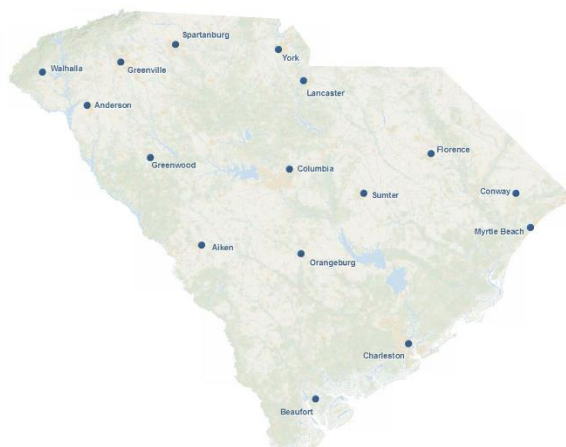 Spartanburg
York
Walhalla
Greenville
Lancaster
Anderson
Florence
Greenwood
Columbia
Sumter
Conway
Myrtle Beach
Aiken
Orangeburg
Charleston
Beaufort